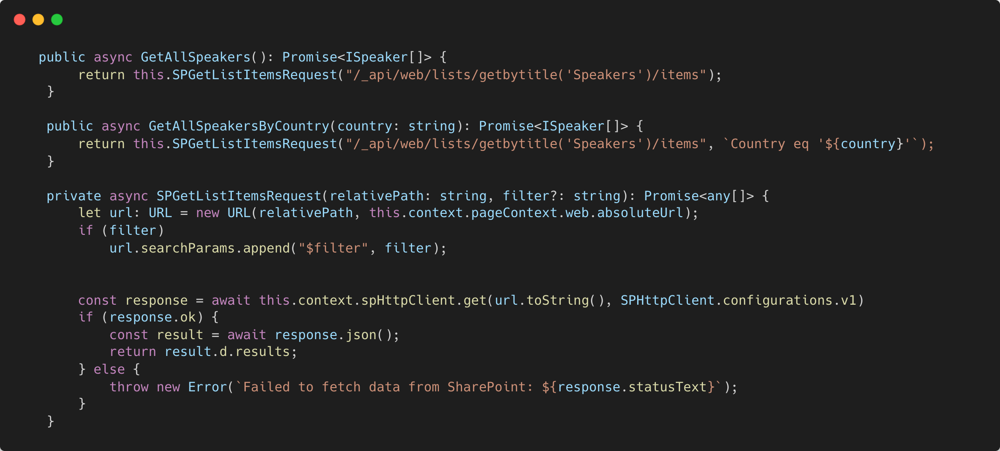 public async GetAllSpeakers(): Promise<ISpeaker[]> {
return this.SPGetListItemsRequest("/_api/web/lists/getbytitle('Speakers')/items");
}
public async GetAllSpeakersByCountry(country: string): Promise<ISpeaker[]> {
return this.SPGetListItemsRequest("/_api/web/lists/getbytitle('Speakers')/items", `Country eq '${country}'`);
}
private async SPGetListItemsRequest(relativePath: string, filter?: string): Promise<any[]> {
let url: URL = new URL(relativePath, this.context.pageContext.web.absoluteUrl);
if (filter)
url.searchParams.append("$filter", filter);
const response = await this.context.spHttpClient.get(url.toString(), SPHttpClient.configurations.v1)
if (response.ok) {
const result = await response.json();
return result.d.results;
} else {
throw new Error(`Failed to fetch data from SharePoint: ${response.statusText}`);
}
}